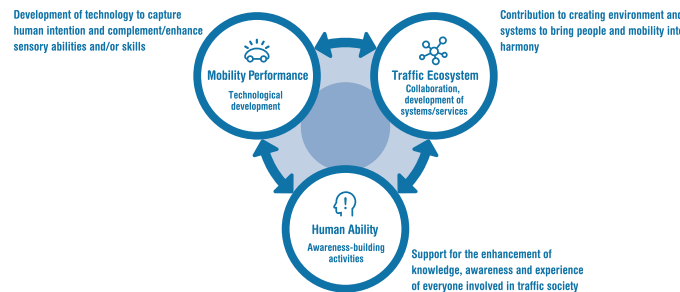 Development of technology to capture
human intention and complement/enhance
sensory abilities and/or skills
Contribution to creating environment and
systems to bring people and mobility into
harmony
Mobility Performance
Technological
development
Traffic Ecosystem
Collaboration,
development of
systems/services
Human Ability
Awareness-building
activities
Support for the enhancement of
knowledge, awareness and experience
of everyone involved in traffic society